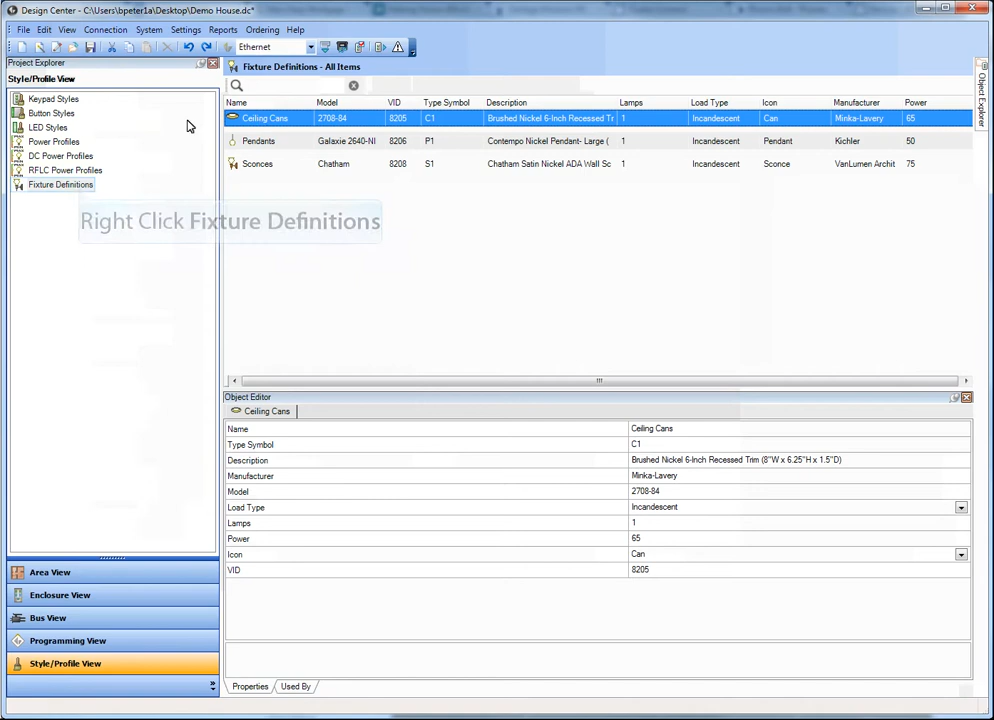 Design Center - C:\Users\bpeter1a\Desktop\Demo House.dc*
File Edit View Connection System Settings Reports Ordering Help
Ethernet
Project Explorer
Style/Profile View
Keypad Styles
Button Styles
LED Styles
Power Profiles
DC Power Profiles
RFLC Power Profiles
Fixture Definitions
Right Click Fixture Definitions
Area View
Enclosure View
Bus View
Programming View
Style/Profile View
Fixture Definitions - All Items
Name Model VID Type Symbol Description Lamps Load Type Icon Manufacturer Power
Ceiling Cans 2708-84 8205 C1 Brushed Nickel 6-Inch Recessed Tr 1 Incandescent Can Minka-Lavery 65
Pendants Galaxie 2640-NI 8206 P1 Contempo Nickel Pendant- Large ( 1 Incandescent Pendant Kichler 50
Sconces Chatham 8208 S1 Chatham Satin Nickel ADA Wall Sc 1 Incandescent Sconce VanLumen Archit 75
Object Editor
Ceiling Cans
Name Ceiling Cans
Type Symbol C1
Description Brushed Nickel 6-Inch Recessed Trim (8"W x 6.25"H x 1.5"D)
Manufacturer Minka-Lavery
Model 2708-84
Load Type Incandescent
Lamps 1
Power 65
Icon Can
VID 8205
Properties Used By
Object Explorer